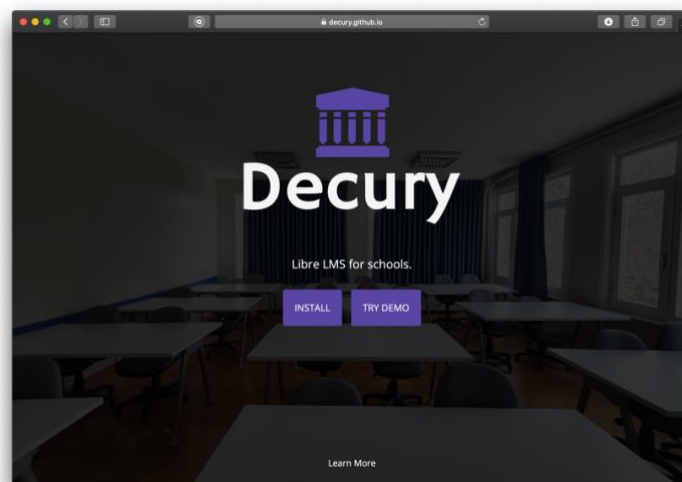 decury.github.io
Decury
Libre LMS for schools.
INSTALL
TRY DEMO
Learn More